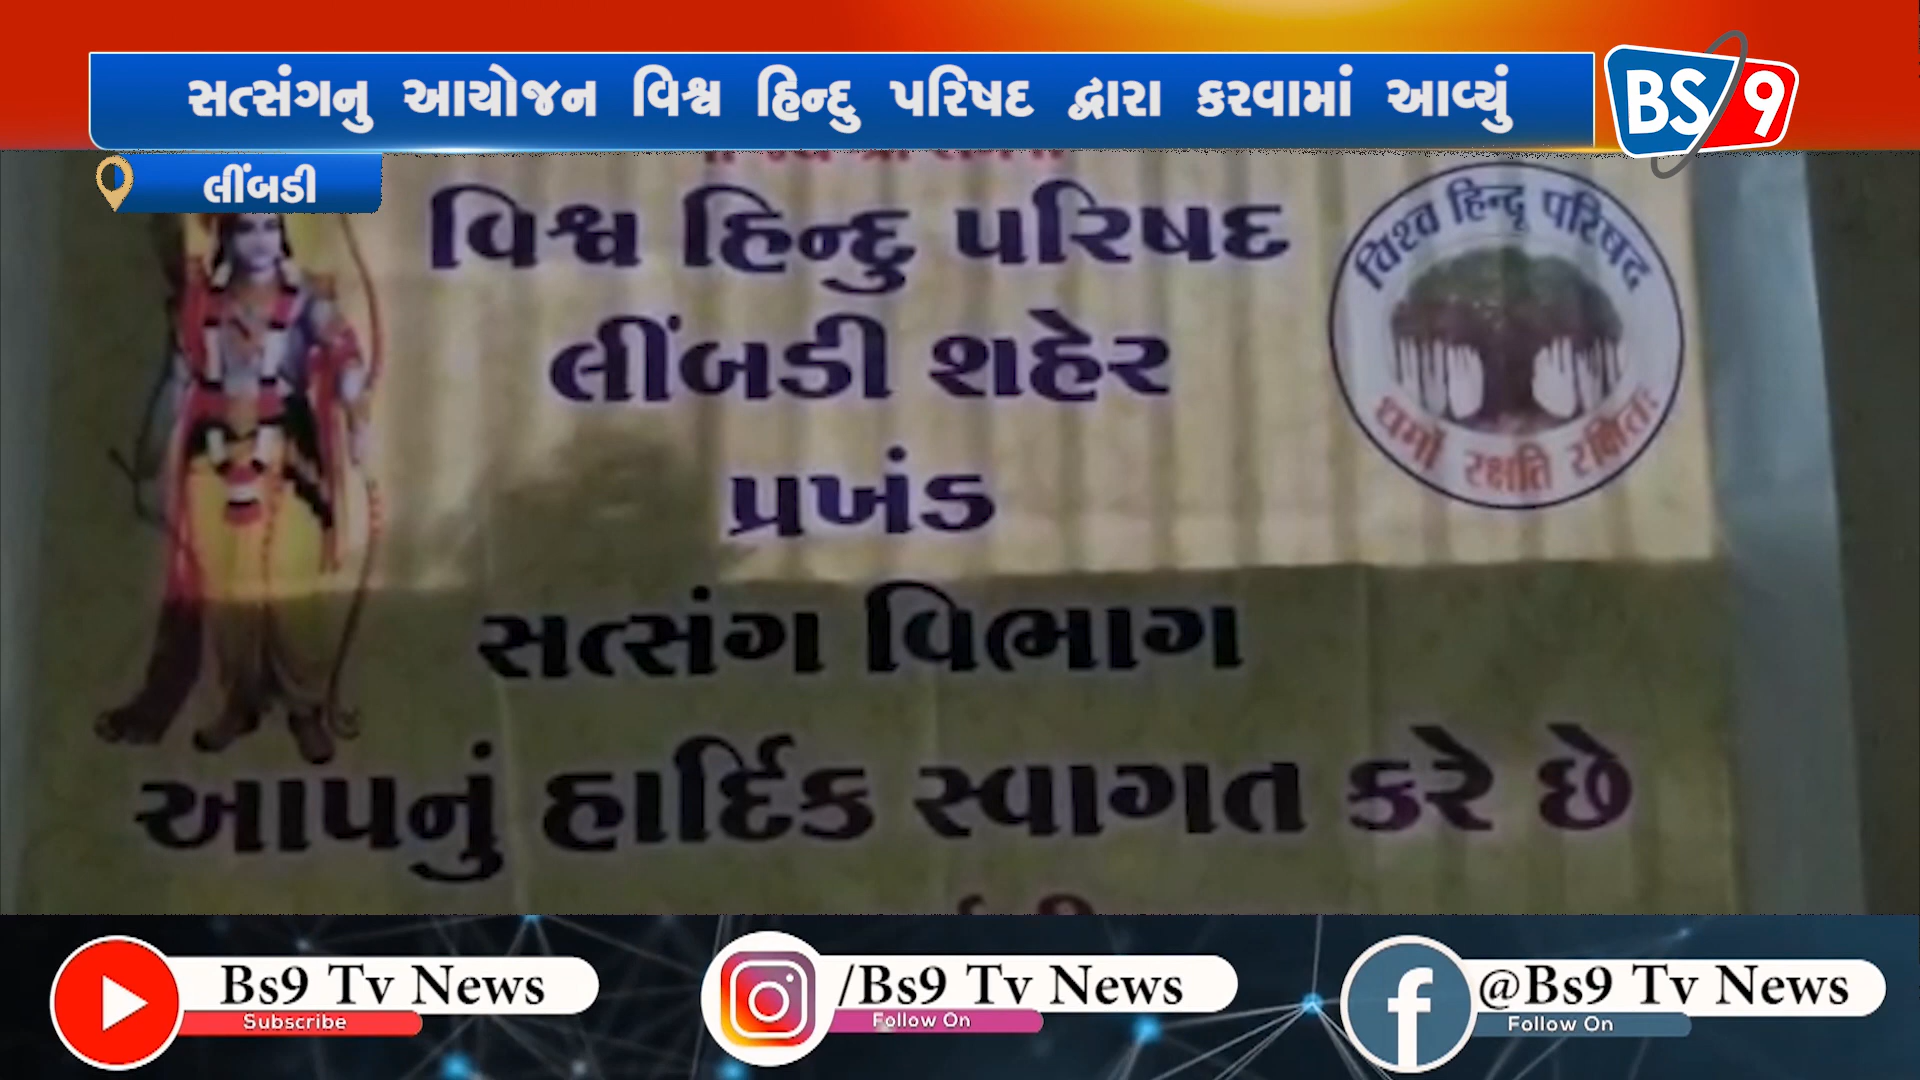 સત્સંગનુ આયોજન વિશ્વ હિન્દુ પરિષદ દ્વારા કરવામાં આવ્યું
BS9
લીંબડી
વિશ્વ હિન્દુ પરિષદ
લીંબડી શહેર
પ્રખંડ
સત્સંગ વિભાગ
આપનું હાર્દિક સ્વાગત કરે છે
विश्व हिन्दू परिषद
धर्मो रक्षति रक्षितः
Bs9 Tv News
Subscribe
/Bs9 Tv News
Follow On
@Bs9 Tv News
Follow On